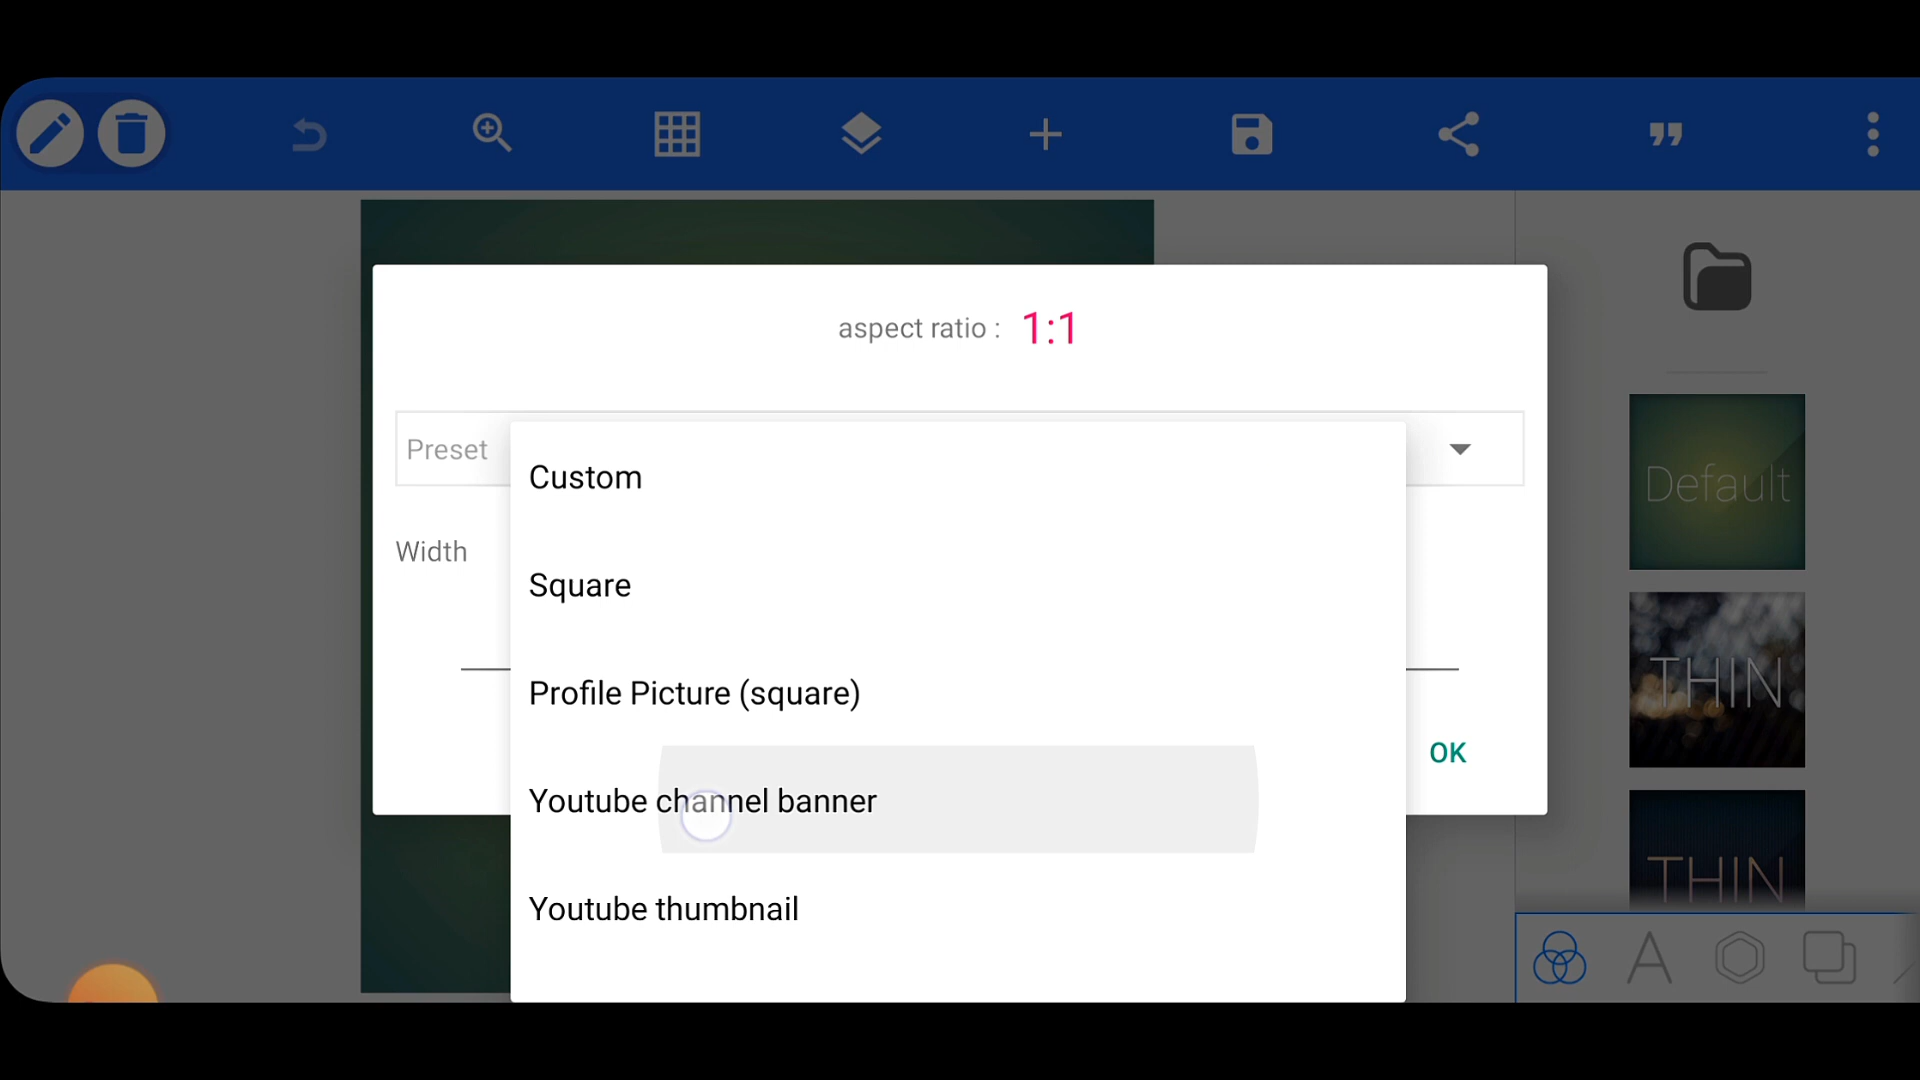 aspect ratio : 1:1
Preset
Custom
Width
Square
Profile Picture (square)
OK
Youtube channel banner
Youtube thumbnail
Default
THIN
THIN